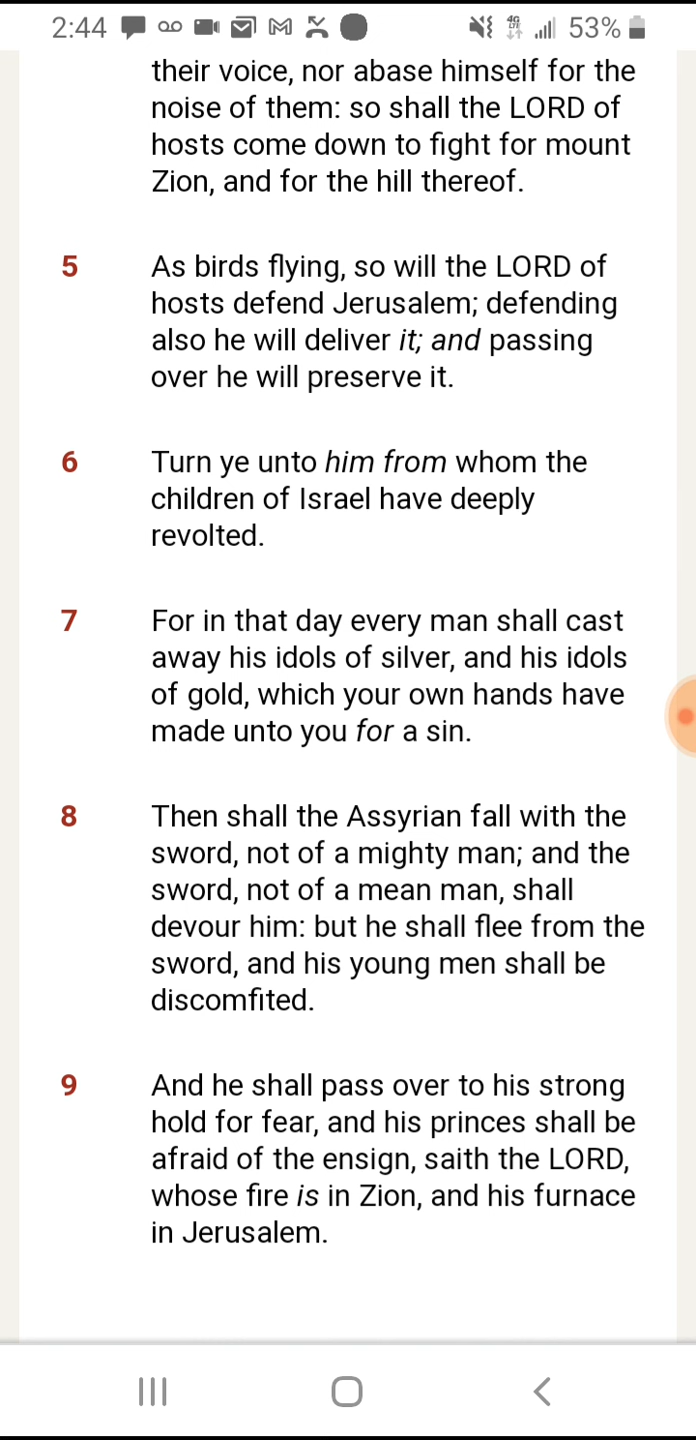 2:44
4G
53%
their voice, nor abase himself for the
noise of them: so shall the LORD of
hosts come down to fight for mount
Zion, and for the hill thereof.
5 As birds flying, so will the LORD of
hosts defend Jerusalem; defending
also he will deliver it; and passing
over he will preserve it.
6 Turn ye unto him from whom the
children of Israel have deeply
revolted.
7 For in that day every man shall cast
away his idols of silver, and his idols
of gold, which your own hands have
made unto you for a sin.
8 Then shall the Assyrian fall with the
sword, not of a mighty man; and the
sword, not of a mean man, shall
devour him: but he shall flee from the
sword, and his young men shall be
discomfited.
9 And he shall pass over to his strong
hold for fear, and his princes shall be
afraid of the ensign, saith the LORD,
whose fire is in Zion, and his furnace
in Jerusalem.